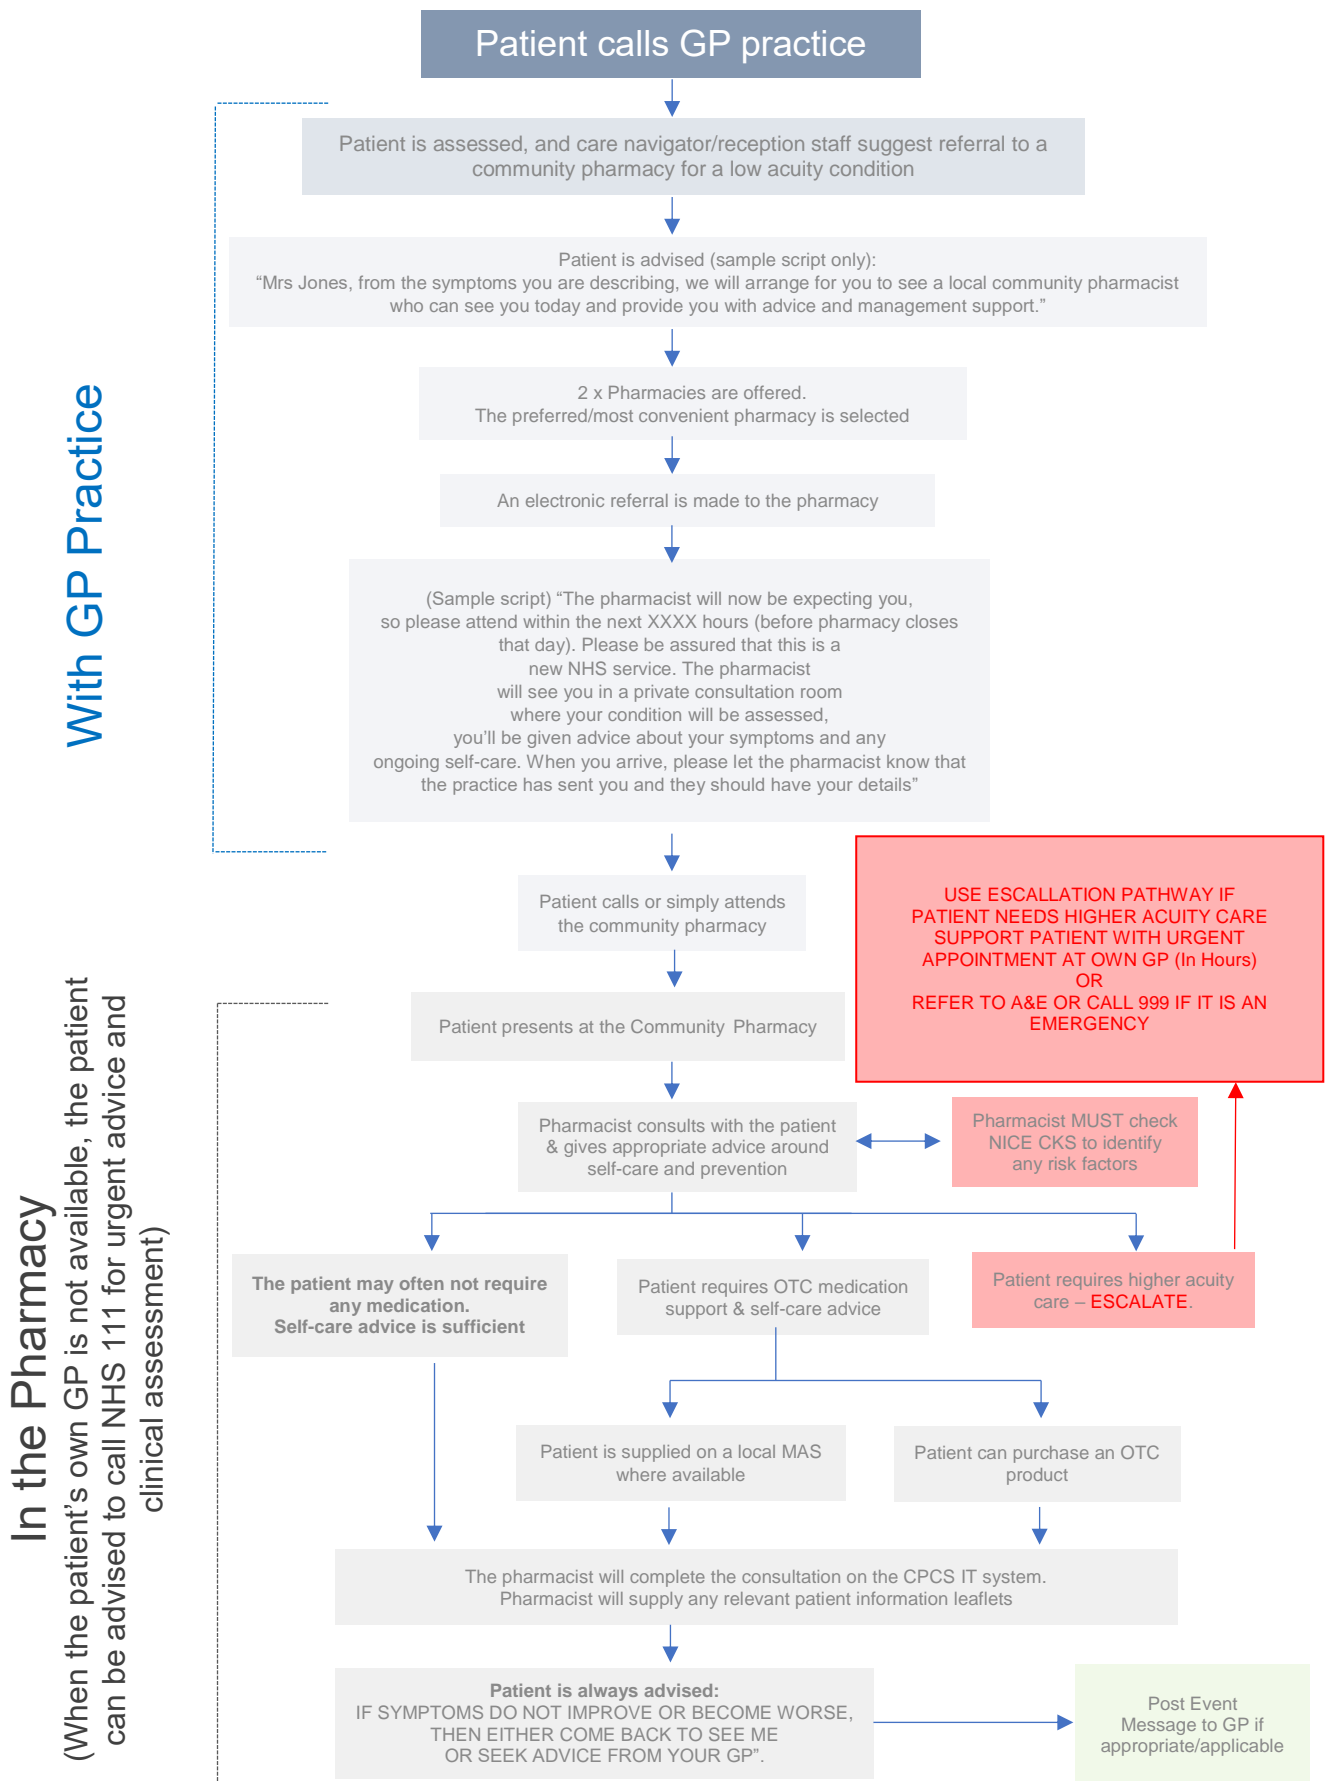 Patient calls GP practice
Patient is assessed, and care navigator/reception staff suggest referral to a
community pharmacy for a low acuity condition
Patient is advised (sample script only):
“Mrs Jones, from the symptoms you are describing, we will arrange for you to see a local community pharmacist
who can see you today and provide you with advice and management support.”
2 x Pharmacies are offered.
The preferred/most convenient pharmacy is selected
An electronic referral is made to the pharmacy
(Sample script) “The pharmacist will now be expecting you,
so please attend within the next XXXX hours (before pharmacy closes
that day). Please be assured that this is a
new NHS service. The pharmacist
will see you in a private consultation room
where your condition will be assessed,
you’ll be given advice about your symptoms and any
ongoing self-care. When you arrive, please let the pharmacist know that
the practice has sent you and they should have your details”
With GP Practice
Patient calls or simply attends
the community pharmacy
USE ESCALLATION PATHWAY IF
PATIENT NEEDS HIGHER ACUITY CARE
SUPPORT PATIENT WITH URGENT
APPOINTMENT AT OWN GP (In Hours)
OR
REFER TO A&E OR CALL 999 IF IT IS AN
EMERGENCY
Patient presents at the Community Pharmacy
Pharmacist consults with the patient
& gives appropriate advice around
self-care and prevention
Pharmacist MUST check
NICE CKS to identify
any risk factors
The patient may often not require
any medication.
Self-care advice is sufficient
Patient requires OTC medication
support & self-care advice
Patient requires higher acuity
care – ESCALATE.
Patient is supplied on a local MAS
where available
Patient can purchase an OTC
product
The pharmacist will complete the consultation on the CPCS IT system.
Pharmacist will supply any relevant patient information leaflets
Patient is always advised:
IF SYMPTOMS DO NOT IMPROVE OR BECOME WORSE,
THEN EITHER COME BACK TO SEE ME
OR SEEK ADVICE FROM YOUR GP”.
Post Event
Message to GP if
appropriate/applicable
In the Pharmacy
(When the patient’s own GP is not available, the patient
can be advised to call NHS 111 for urgent advice and
clinical assessment)